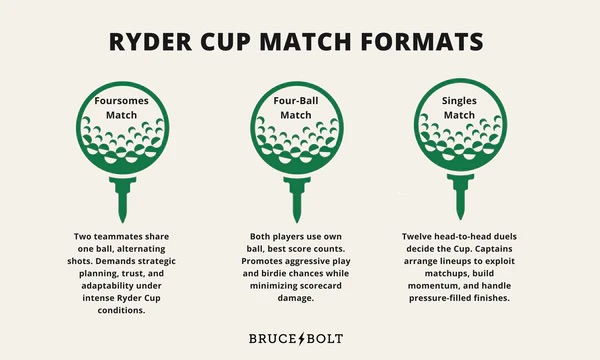 RYDER CUP MATCH FORMATS
Foursomes
Match
Two teammates share
one ball, alternating
shots. Demands strategic
planning, trust, and
adaptability under
intense Ryder Cup
conditions.
Four-Ball
Match
Both players use own
ball, best score counts.
Promotes aggressive play
and birdie chances while
minimizing scorecard
damage.
Singles
Match
Twelve head-to-head duels
decide the Cup. Captains
arrange lineups to exploit
matchups, build
momentum, and handle
pressure-filled finishes.
BRUCE BOLT